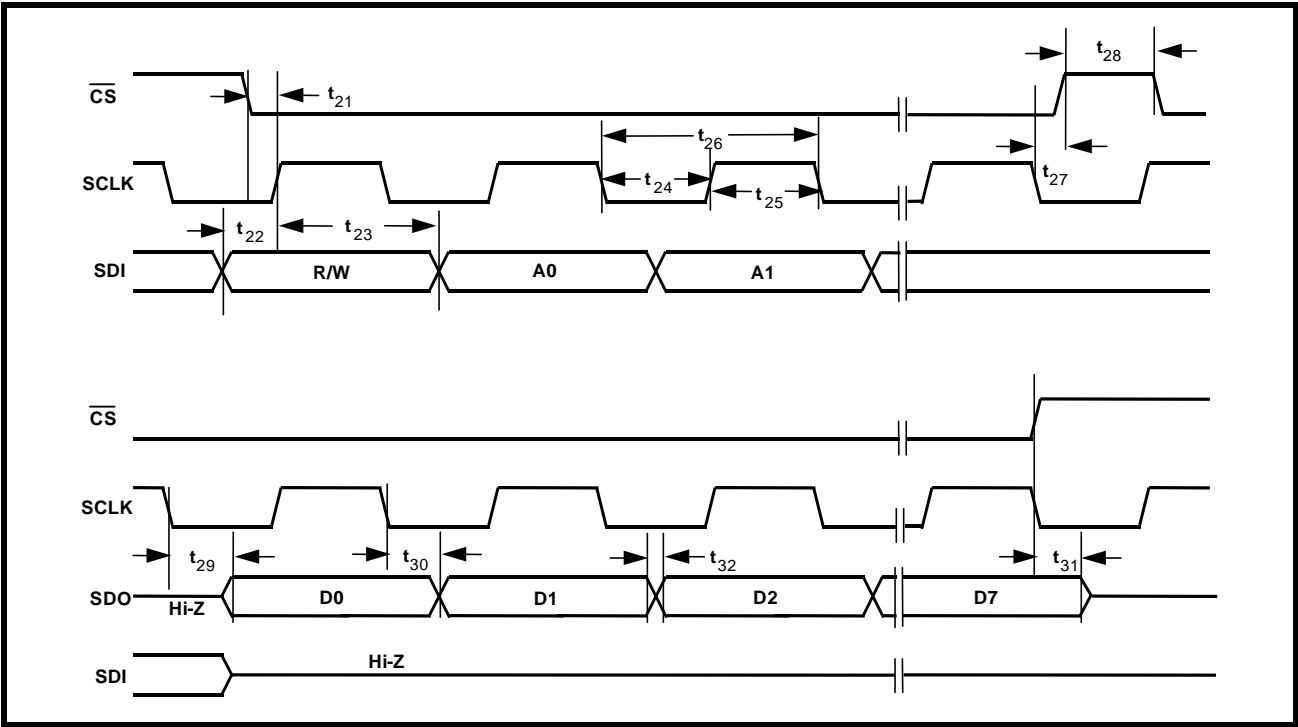 CS
t21
t28
SCLK
t26
t24
t25
t27
t22
t23
SDI
R/W
A0
A1
CS
SCLK
t29
t30
t32
t31
SDO
Hi-Z
D0
D1
D2
D7
SDI
Hi-Z